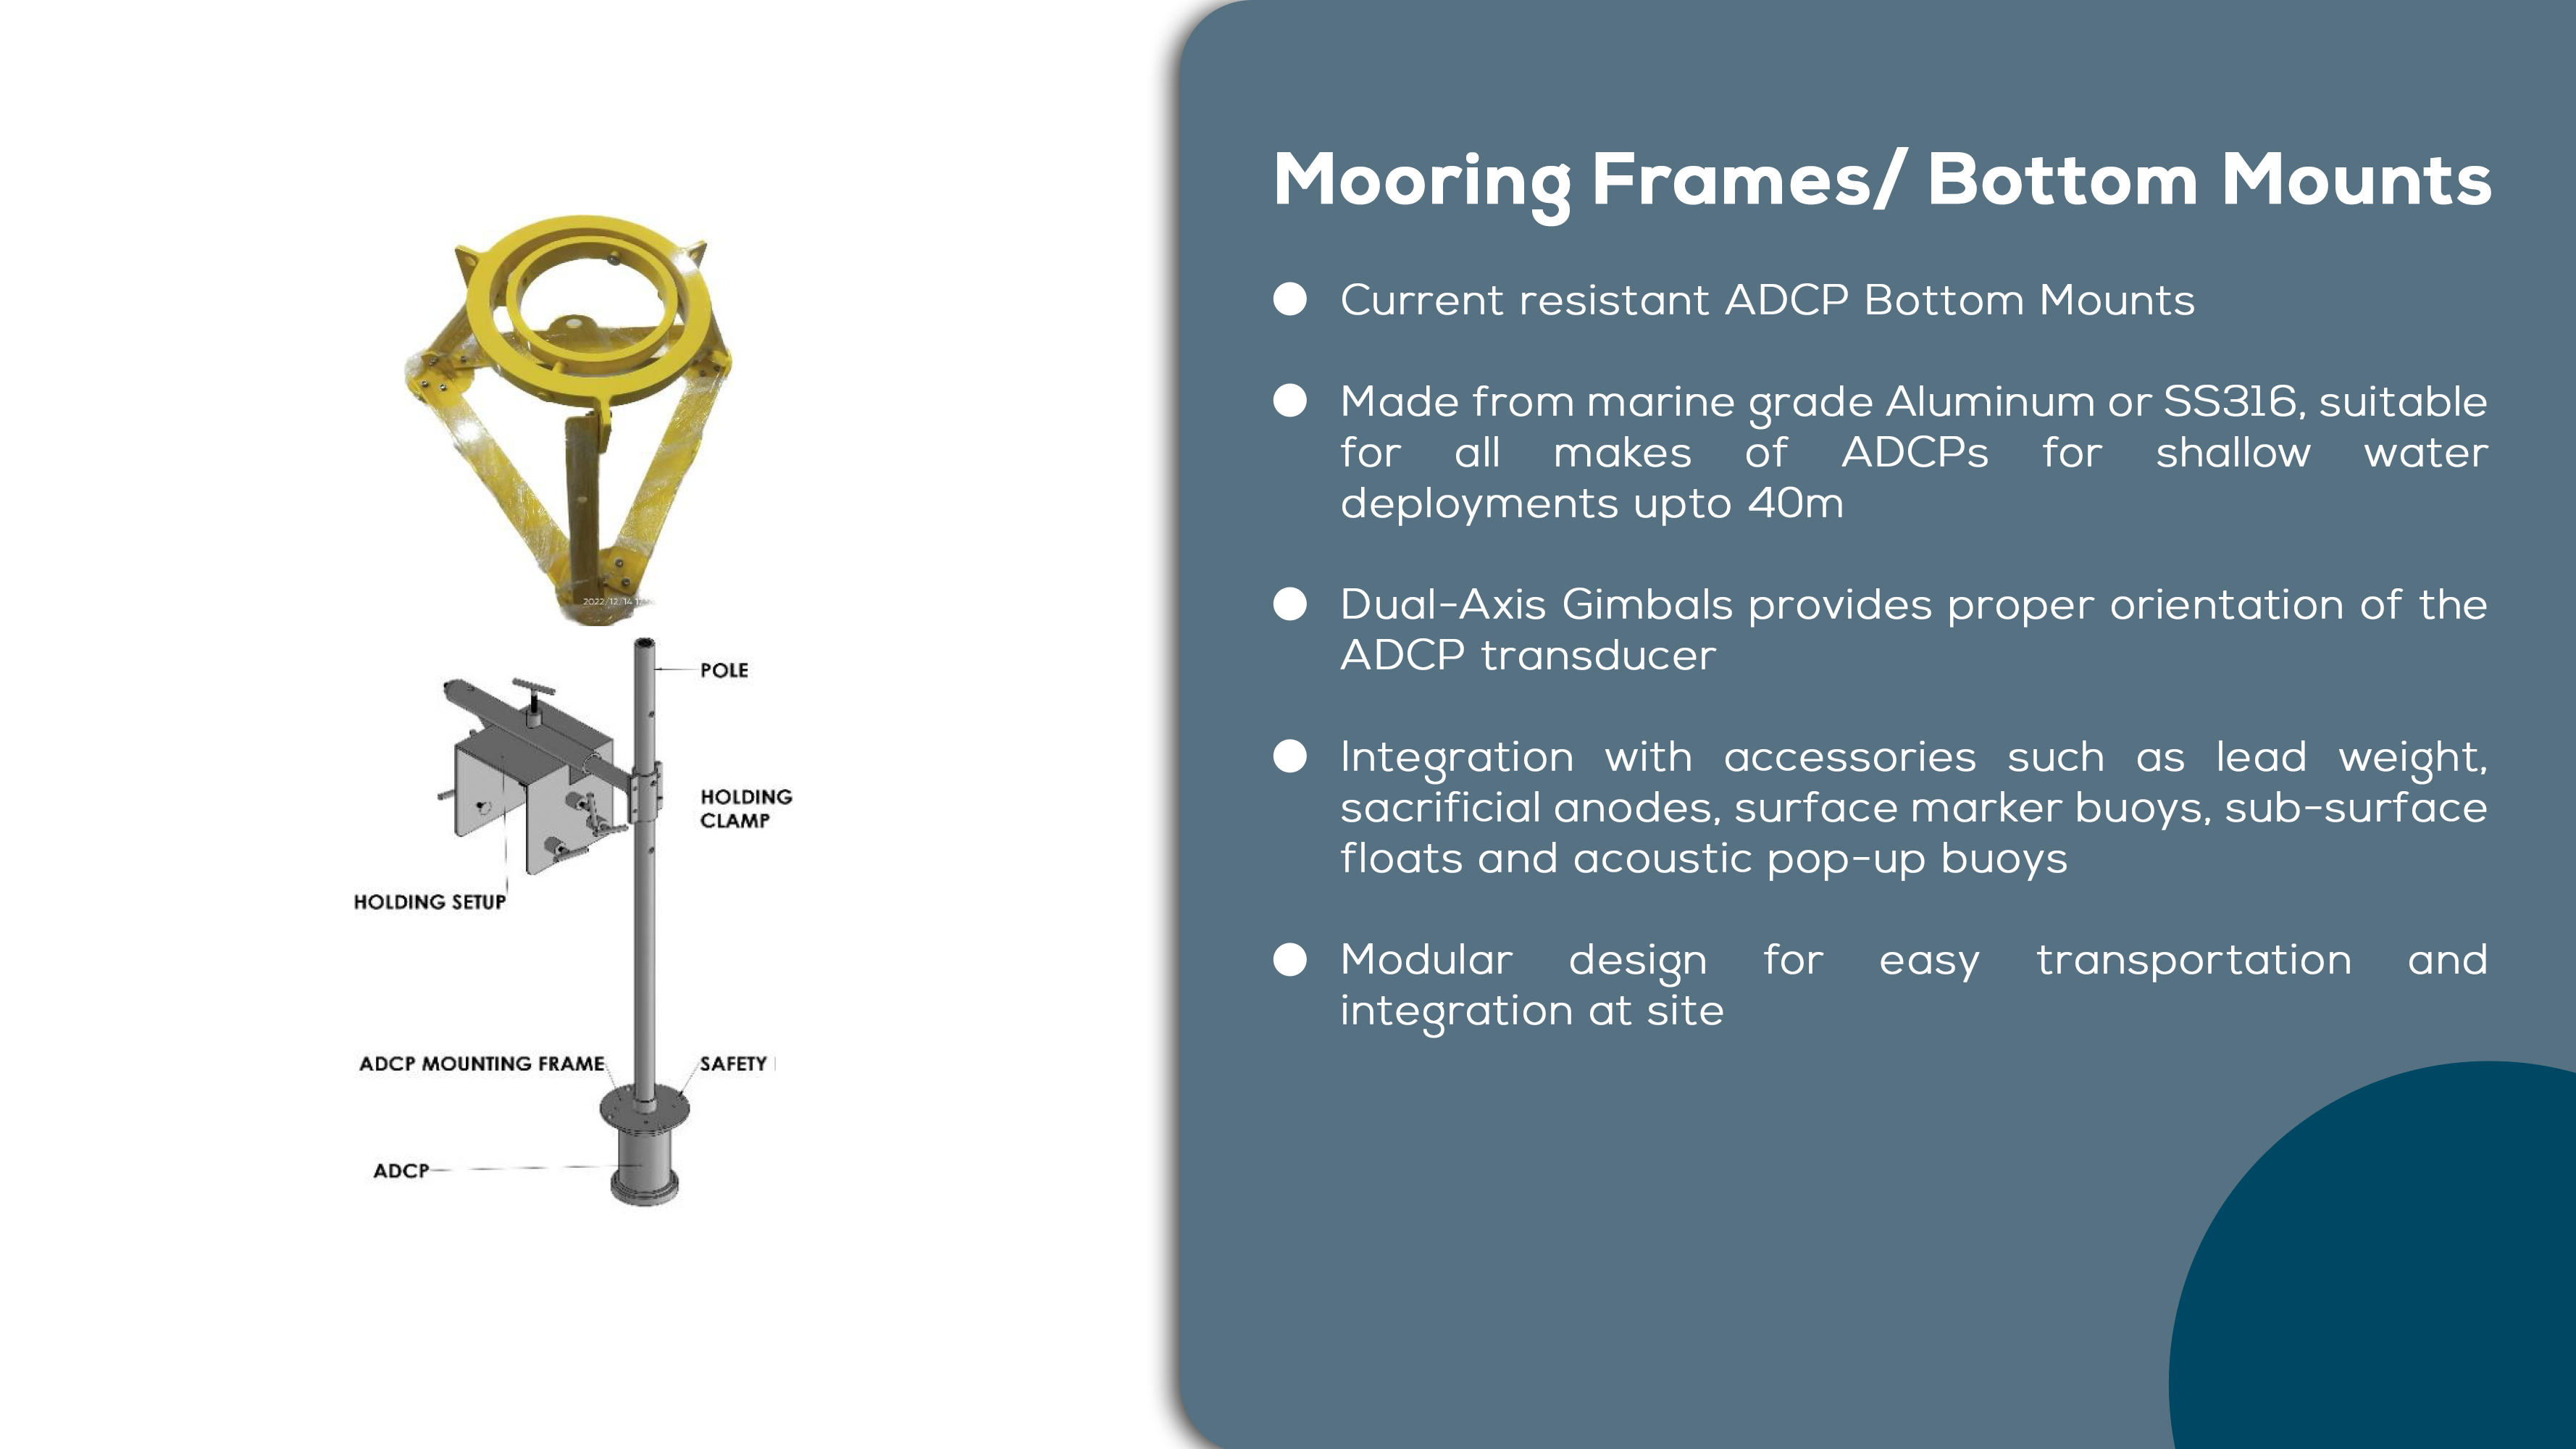 Mooring Frames/ Bottom Mounts
Current resistant ADCP Bottom Mounts
Made from marine grade Aluminum or SS316, suitable
for all makes of ADCPs for shallow water
deployments upto 40m
Dual-Axis Gimbals provides proper orientation of the
ADCP transducer
Integration with accessories such as lead weight,
sacrificial anodes, surface marker buoys, sub-surface
floats and acoustic pop-up buoys
Modular design for easy transportation and
integration at site
2022/12/14
POLE
HOLDING
CLAMP
HOLDING SETUP
ADCP MOUNTING FRAME
SAFETY
ADCP